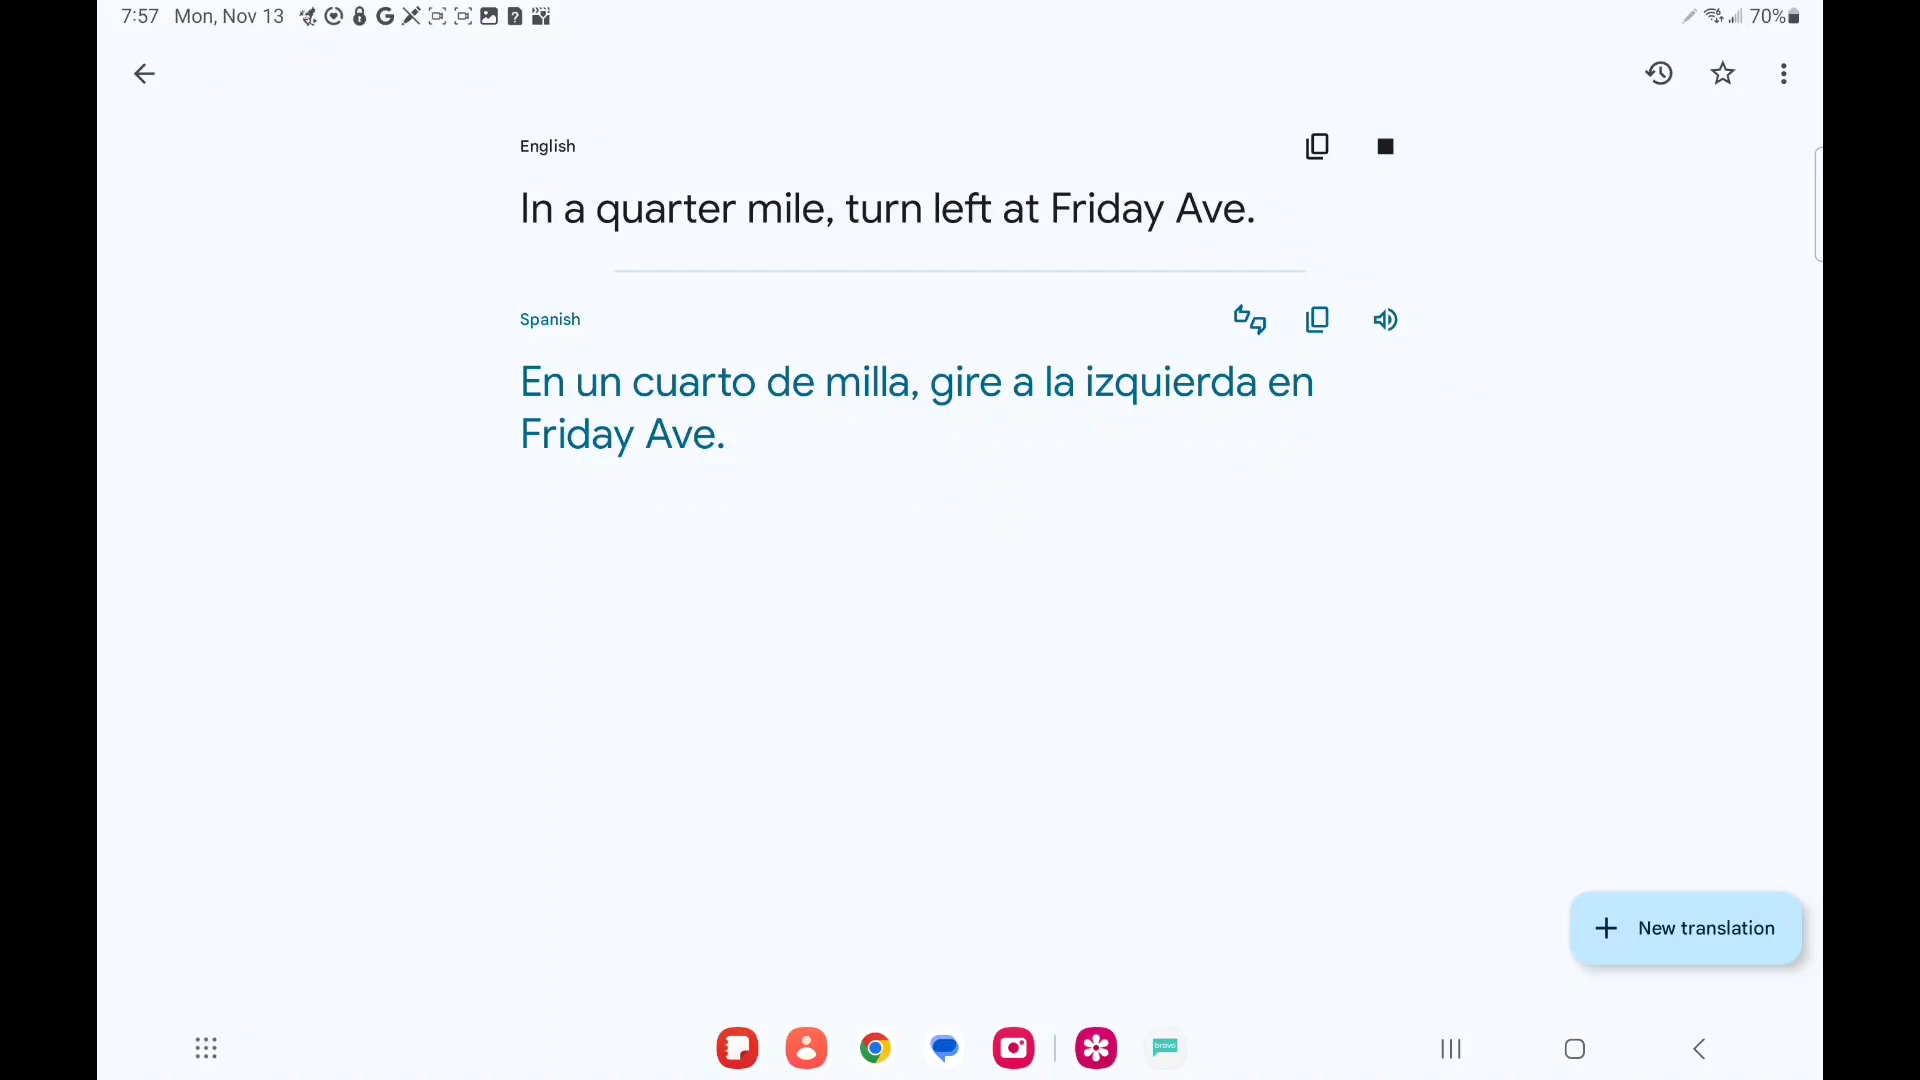 7:57 Mon, Nov 13 70%
English
In a quarter mile, turn left at Friday Ave.
Spanish
En un cuarto de milla, gire a la izquierda en
Friday Ave.
New translation
bravo